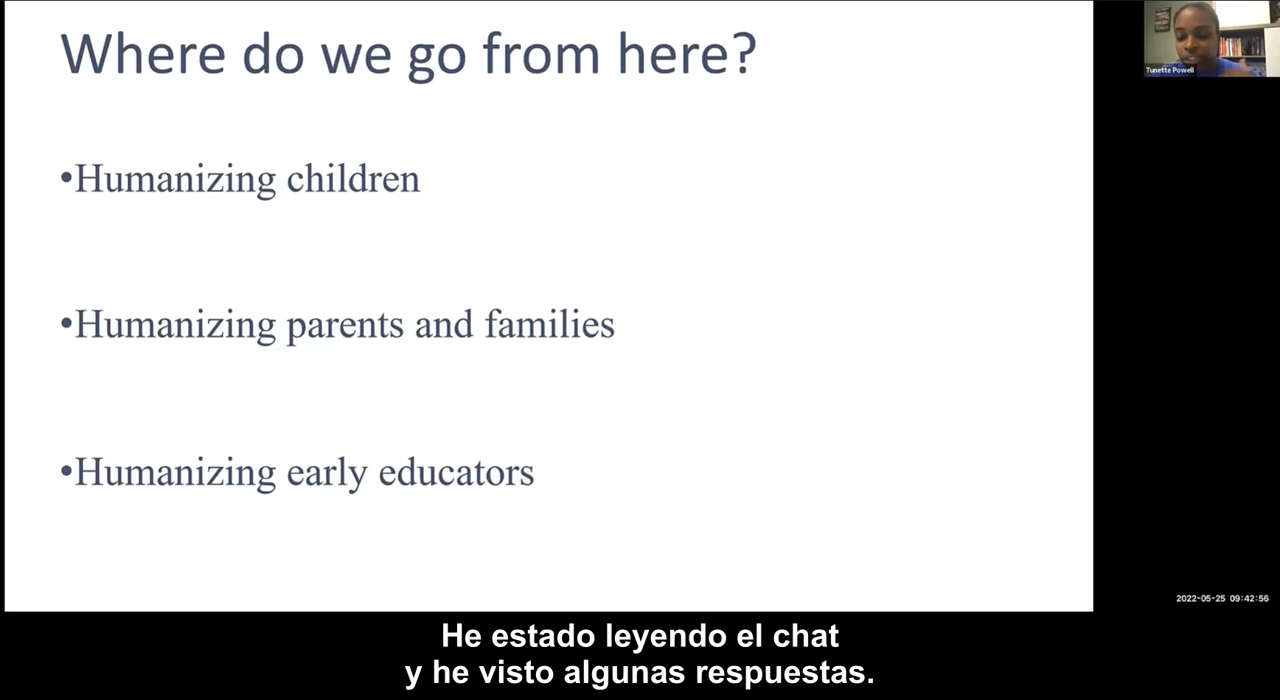 Where do we go from here?
Tunette Powell
•Humanizing children
•Humanizing parents and families
•Humanizing early educators
2022-05-25 09:42:56
He estado leyendo el chat
y he visto algunas respuestas.